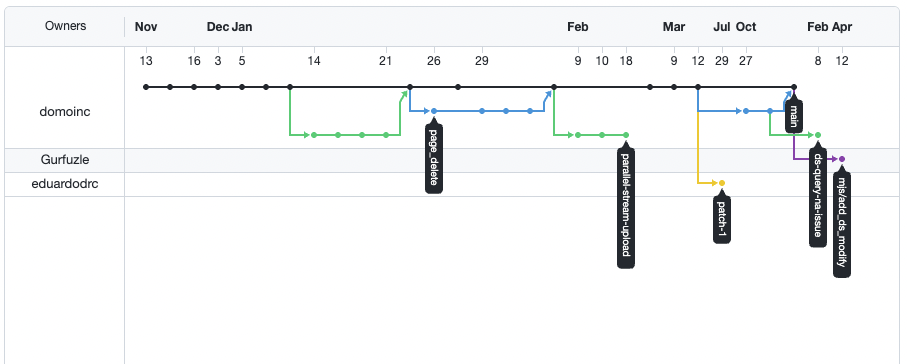 Owners Nov Dec Jan Feb Mar Jul Oct Feb Apr
13 16 3 5 14 21 26 29 9 10 18 9 12 29 27 8 12
domoinc
Gurfuzle
eduardodrc
page_delete
parallel-stream-upload
patch-1
main
ds-query-na-issue
mjs/add_ds_modify